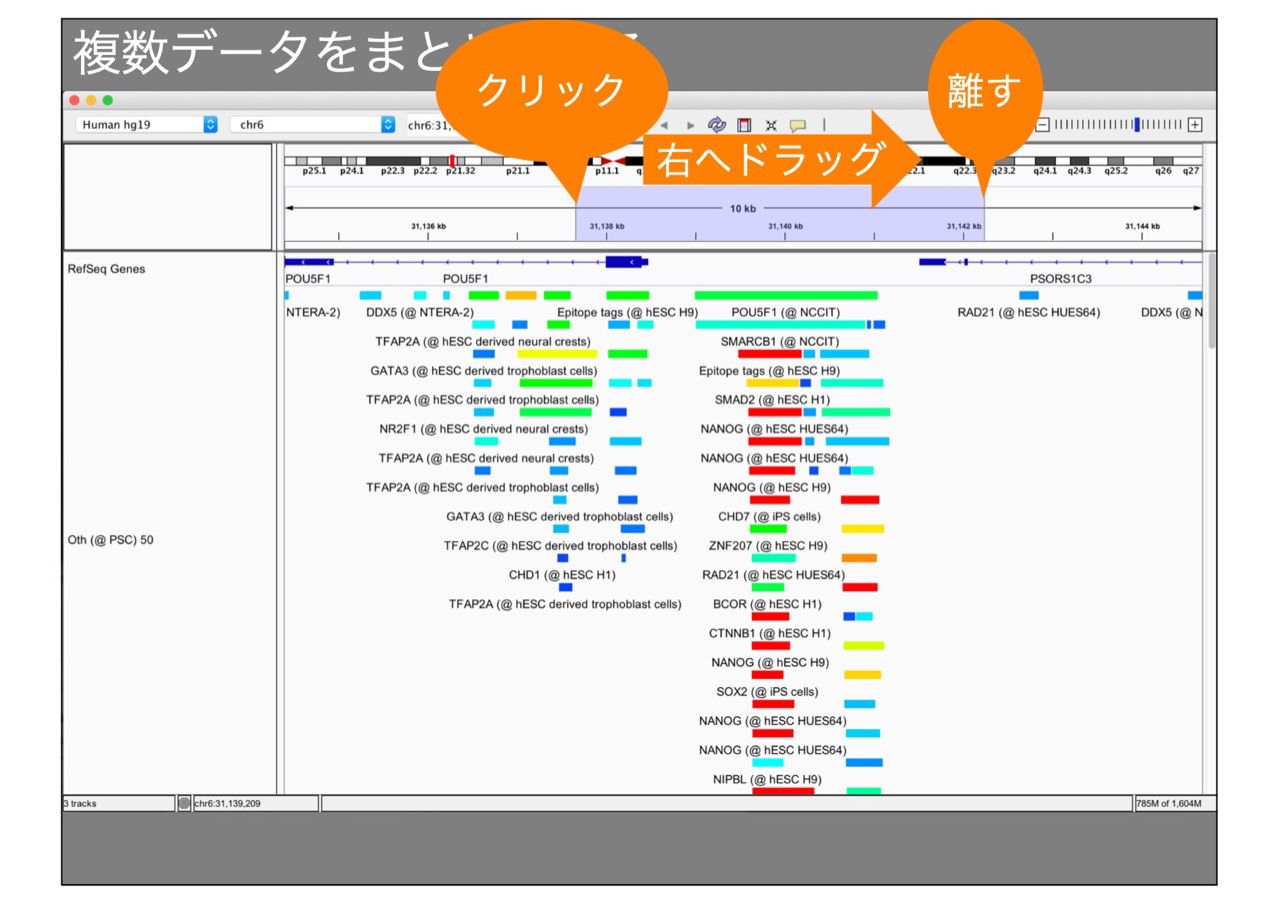 複数データをまと
クリック
離す
右へドラッグ
Human hg19 chr6 chr6:31,
p25.1 p24.1 p22.3 p22.2 p21.32 p21.1 p11.1 q22.3 q23.2 q24.1 q24.3 q25.2 q26 q27
10 kb
31,136 kb 31,138 kb 31,140 kb 31,142 kb 31,144 kb
RefSeq Genes
POU5F1 POU5F1 PSORS1C3
NTERA-2) DDX5 (@ NTERA-2) Epitope tags (@ hESC H9) POU5F1 (@ NCCIT) RAD21 (@ hESC HUES64) DDX5 (@ N
TFAP2A (@ hESC derived neural crests) SMARCB1 (@ NCCIT)
GATA3 (@ hESC derived trophoblast cells) Epitope tags (@ hESC H9)
TFAP2A (@ hESC derived trophoblast cells) SMAD2 (@ hESC H1)
NR2F1 (@ hESC derived neural crests) NANOG (@ hESC HUES64)
TFAP2A (@ hESC derived neural crests) NANOG (@ hESC HUES64)
TFAP2A (@ hESC derived trophoblast cells) NANOG (@ hESC H9)
GATA3 (@ hESC derived trophoblast cells) CHD7 (@ iPS cells)
Oth (@ PSC) 50
TFAP2C (@ hESC derived trophoblast cells) ZNF207 (@ hESC H9)
CHD1 (@ hESC H1) RAD21 (@ hESC HUES64)
TFAP2A (@ hESC derived trophoblast cells) BCOR (@ hESC H1)
CTNNB1 (@ hESC H1)
NANOG (@ hESC H9)
SOX2 (@ iPS cells)
NANOG (@ hESC HUES64)
NANOG (@ hESC HUES64)
NIPBL (@ hESC H9)
3 tracks chr6:31,139,209 785M of 1,604M